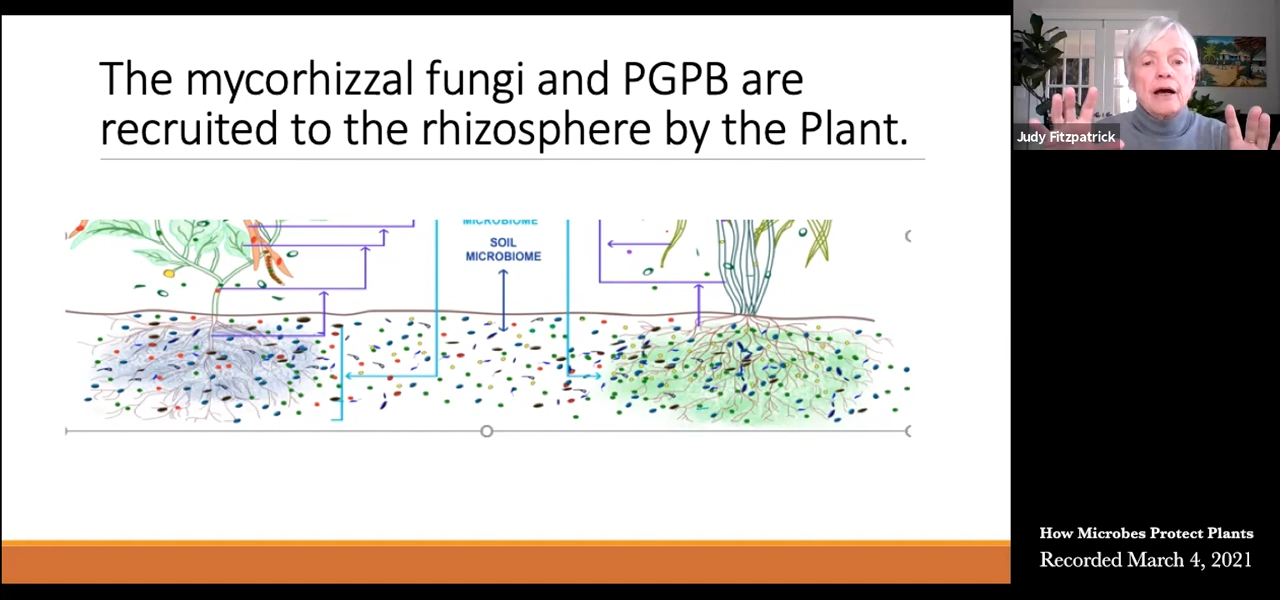 The mycorhizzal fungi and PGPB are
recruited to the rhizosphere by the Plant.
MICROBIOME
SOIL
MICROBIOME
Judy Fitzpatrick
How Microbes Protect Plants
Recorded March 4, 2021